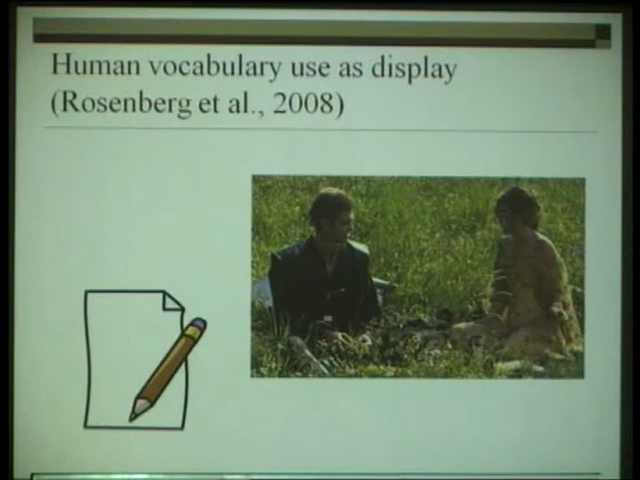 Human vocabulary use as display
(Rosenberg et al., 2008)